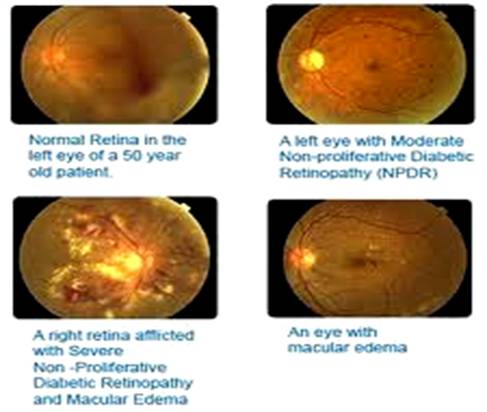 Normal Retina in the
left eye of a 50 year
old patient.
A left eye with Moderate
Non-proliferative Diabetic
Retinopathy (NPDR)
A right retina afflicted
with Severe
Non -Proliferative
Diabetic Retinopathy
and Macular Edema
An eye with
macular edema